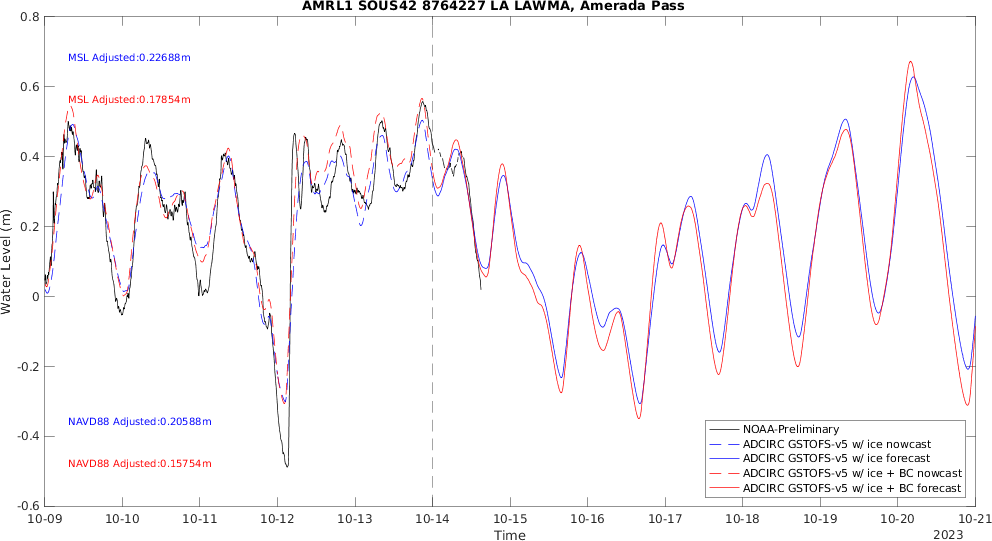 AMRL1 SOUS42 8764227 LA LAWMA, Amerada Pass
0.8
0.6
0.4
0.2
0
-0.2
-0.4
-0.6
Water Level (m)
MSL Adjusted:0.22688m
MSL Adjusted:0.17854m
NAVD88 Adjusted:0.20588m
NAVD88 Adjusted:0.15754m
NOAA-Preliminary
ADCIRC GSTOFS-v5 w/ ice nowcast
ADCIRC GSTOFS-v5 w/ ice forecast
ADCIRC GSTOFS-v5 w/ ice + BC nowcast
ADCIRC GSTOFS-v5 w/ ice + BC forecast
10-09 10-10 10-11 10-12 10-13 10-14 10-15 10-16 10-17 10-18 10-19 10-20 10-21
Time
2023